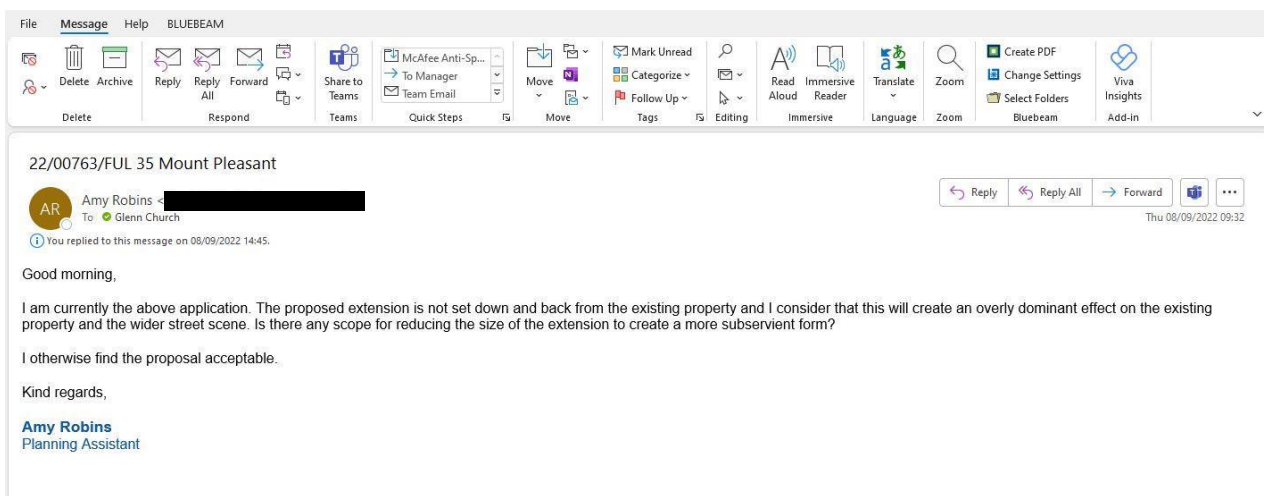 File Message Help BLUEBEAM
Delete Archive
Delete
Reply Reply All Forward
Respond
Share to Teams
Teams
McAfee Anti-Sp...
To Manager
Team Email
Quick Steps
Move
Move
Mark Unread
Categorize
Follow Up
Tags
Editing
Read Aloud Immersive Reader
Immersive
Translate
Language
Zoom
Zoom
Create PDF
Change Settings
Select Folders
Bluebeam
Viva Insights
Add-in
22/00763/FUL 35 Mount Pleasant
AR
Amy Robins <
To Glenn Church
You replied to this message on 08/09/2022 14:45.
Reply Reply All Forward
Thu 08/09/2022 09:32
Good morning,
I am currently the above application. The proposed extension is not set down and back from the existing property and I consider that this will create an overly dominant effect on the existing
property and the wider street scene. Is there any scope for reducing the size of the extension to create a more subservient form?
I otherwise find the proposal acceptable.
Kind regards,
Amy Robins
Planning Assistant